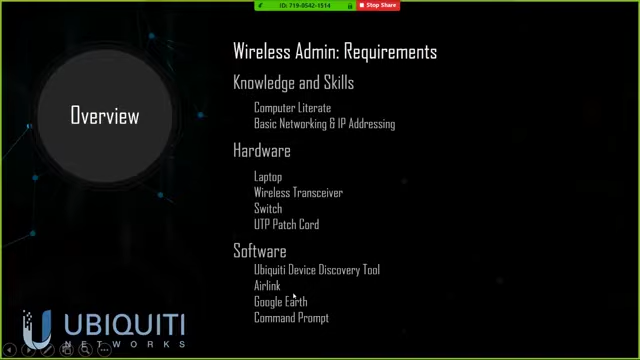 ID: 719-0542-1514
Stop Share
Overview
Wireless Admin: Requirements
Knowledge and Skills
Computer Literate
Basic Networking & IP Addressing
Hardware
Laptop
Wireless Transceiver
Switch
UTP Patch Cord
Software
Ubiquiti Device Discovery Tool
Airlink
Google Earth
Command Prompt
UBIQUITI
NETWORKS